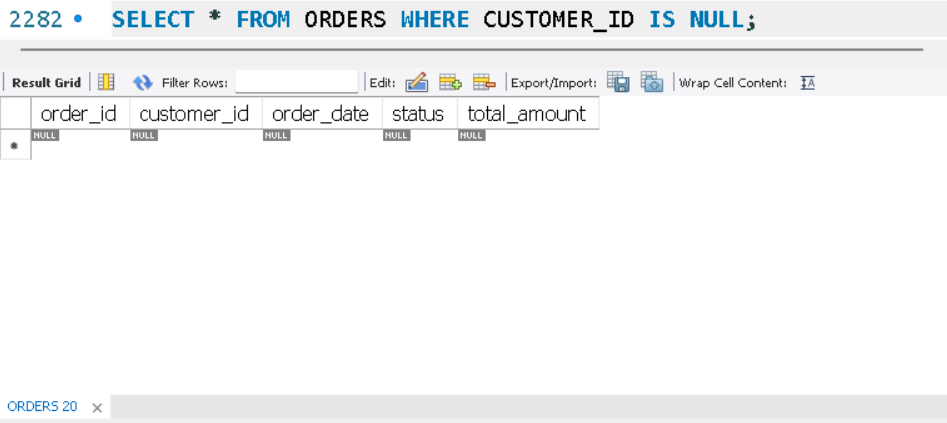 2282 • SELECT * FROM ORDERS WHERE CUSTOMER_ID IS NULL;
Result Grid Filter Rows: Edit: Export/Import: Wrap Cell Content: IA
order_id customer_id order_date status total_amount
* NULL NULL NULL NULL NULL
ORDERS 20 ×